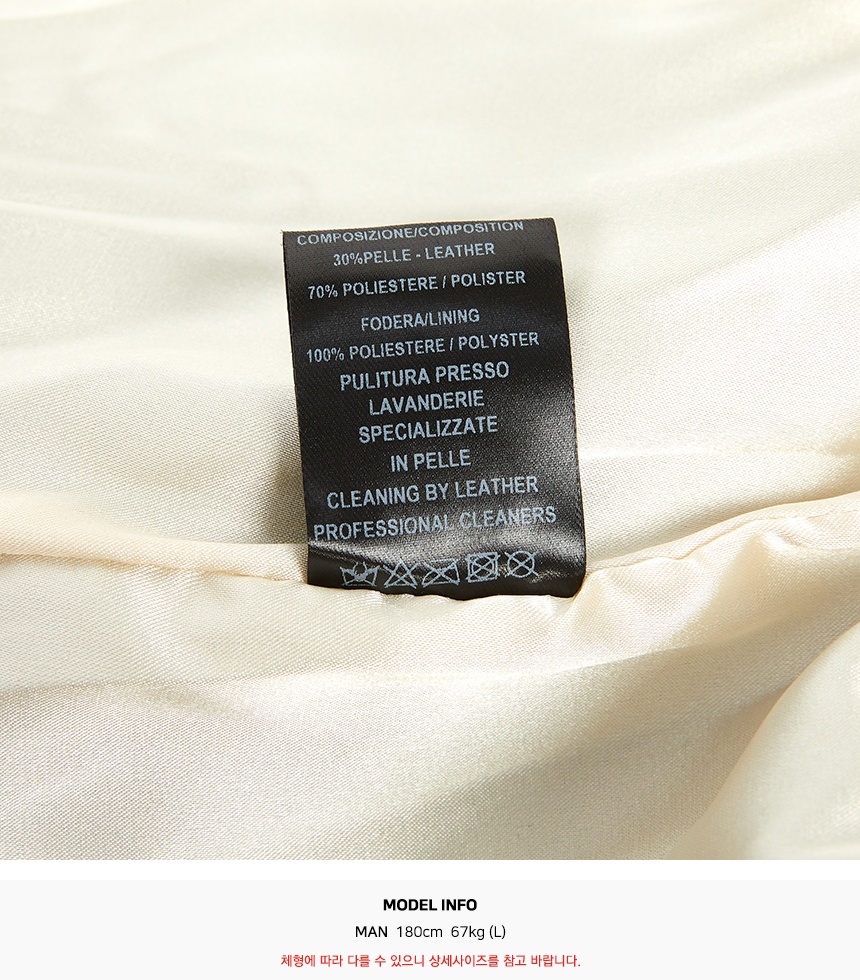 COMPOSIZIONE/COMPOSITION
30%PELLE - LEATHER
70% POLIESTERE / POLISTER
FODERA/LINING
100% POLIESTERE / POLYSTER
PULITURA PRESSO
LAVANDERIE
SPECIALIZZATE
IN PELLE
CLEANING BY LEATHER
PROFESSIONAL CLEANERS
MODEL INFO
MAN 180cm 67kg (L)
체형에 따라 다를 수 있으니 상세사이즈를 참고 바랍니다.